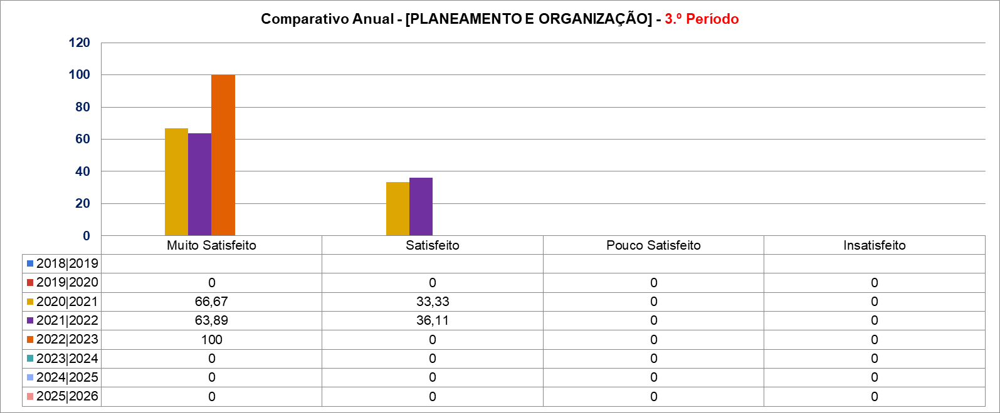 Comparativo Anual - [PLANEAMENTO E ORGANIZAÇÃO] - 3.º Período
120
100
80
60
40
20
0
Muito Satisfeito Satisfeito Pouco Satisfeito Insatisfeito
2018|2019
2019|2020 0 0 0 0
2020|2021 66,67 33,33 0 0
2021|2022 63,89 36,11 0 0
2022|2023 100 0 0 0
2023|2024 0 0 0 0
2024|2025 0 0 0 0
2025|2026 0 0 0 0